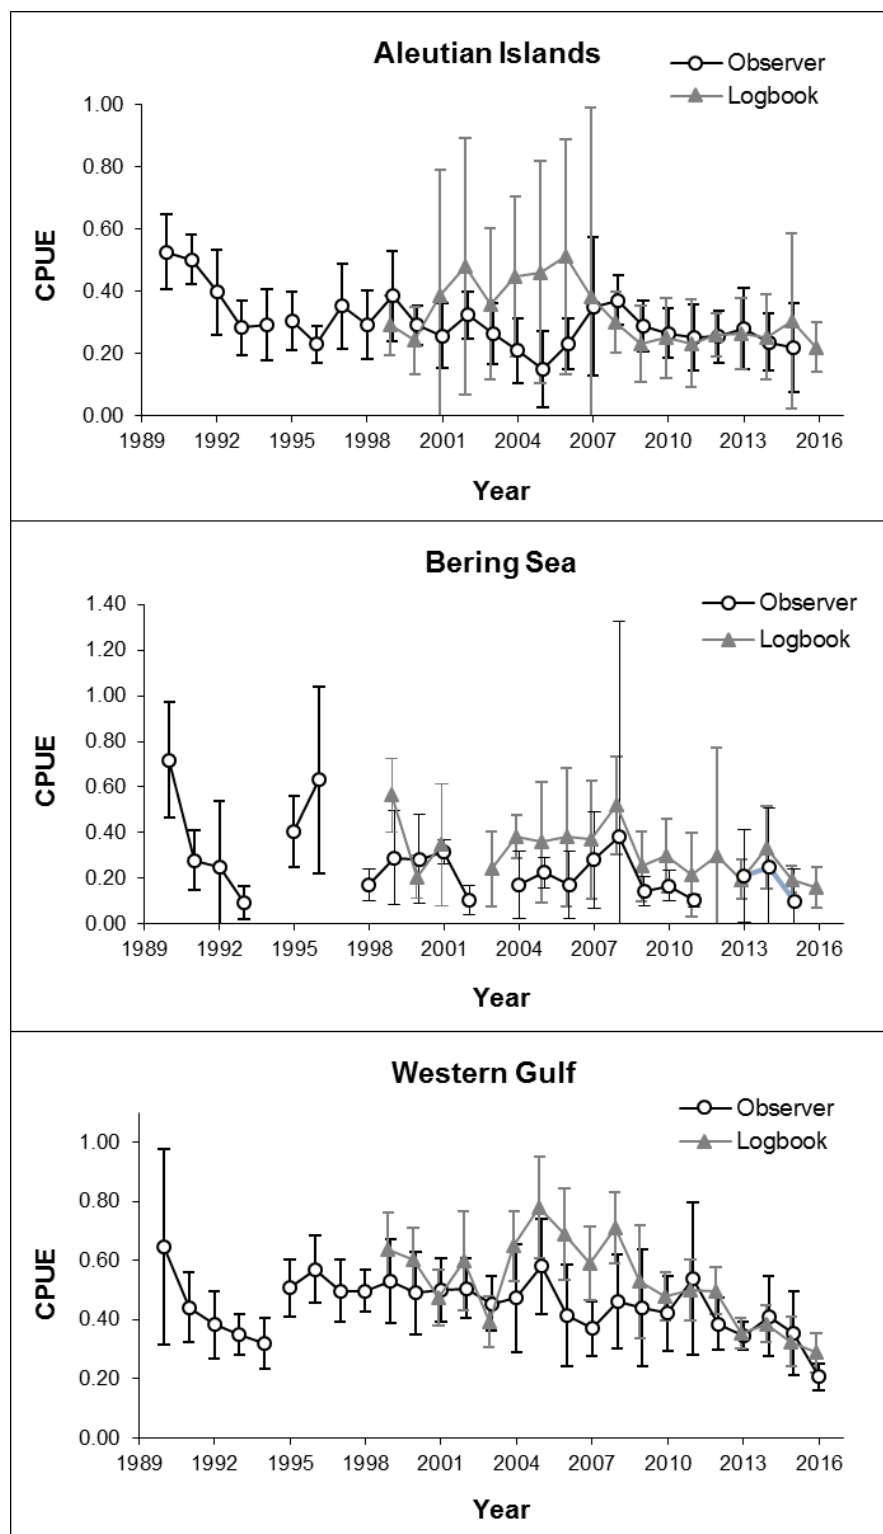 Aleutian Islands
Observer
Logbook
1.00
0.80
0.60
0.40
0.20
0.00
CPUE
1989 1992 1995 1998 2001 2004 2007 2010 2013 2016
Year
Bering Sea
Observer
Logbook
1.40
1.20
1.00
0.80
0.60
0.40
0.20
0.00
CPUE
1989 1992 1995 1998 2001 2004 2007 2010 2013 2016
Year
Western Gulf
Observer
Logbook
1.00
0.80
0.60
0.40
0.20
0.00
CPUE
1989 1992 1995 1998 2001 2004 2007 2010 2013 2016
Year